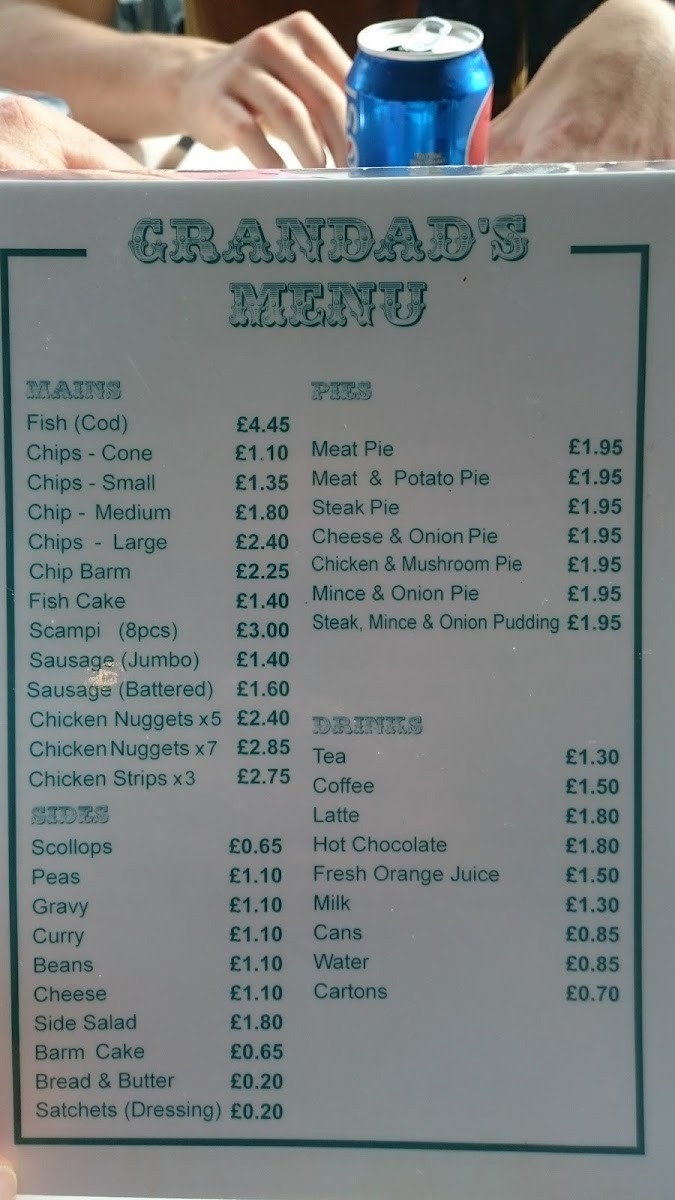 GRANDAD'S
MENU
MAINS
Fish (Cod) £4.45
Chips - Cone £1.10
Chips - Small £1.35
Chip - Medium £1.80
Chips - Large £2.40
Chip Barm £2.25
Fish Cake £1.40
Scampi (8pcs) £3.00
Sausage (Jumbo) £1.40
Sausage (Battered) £1.60
Chicken Nuggets x5 £2.40
Chicken Nuggets x7 £2.85
Chicken Strips x3 £2.75
SIDES
Scollops £0.65
Peas £1.10
Gravy £1.10
Curry £1.10
Beans £1.10
Cheese £1.10
Side Salad £1.80
Barm Cake £0.65
Bread & Butter £0.20
Satchets (Dressing) £0.20
PIES
Meat Pie £1.95
Meat & Potato Pie £1.95
Steak Pie £1.95
Cheese & Onion Pie £1.95
Chicken & Mushroom Pie £1.95
Mince & Onion Pie £1.95
Steak, Mince & Onion Pudding £1.95
DRINKS
Tea £1.30
Coffee £1.50
Latte £1.80
Hot Chocolate £1.80
Fresh Orange Juice £1.50
Milk £1.30
Cans £0.85
Water £0.85
Cartons £0.70